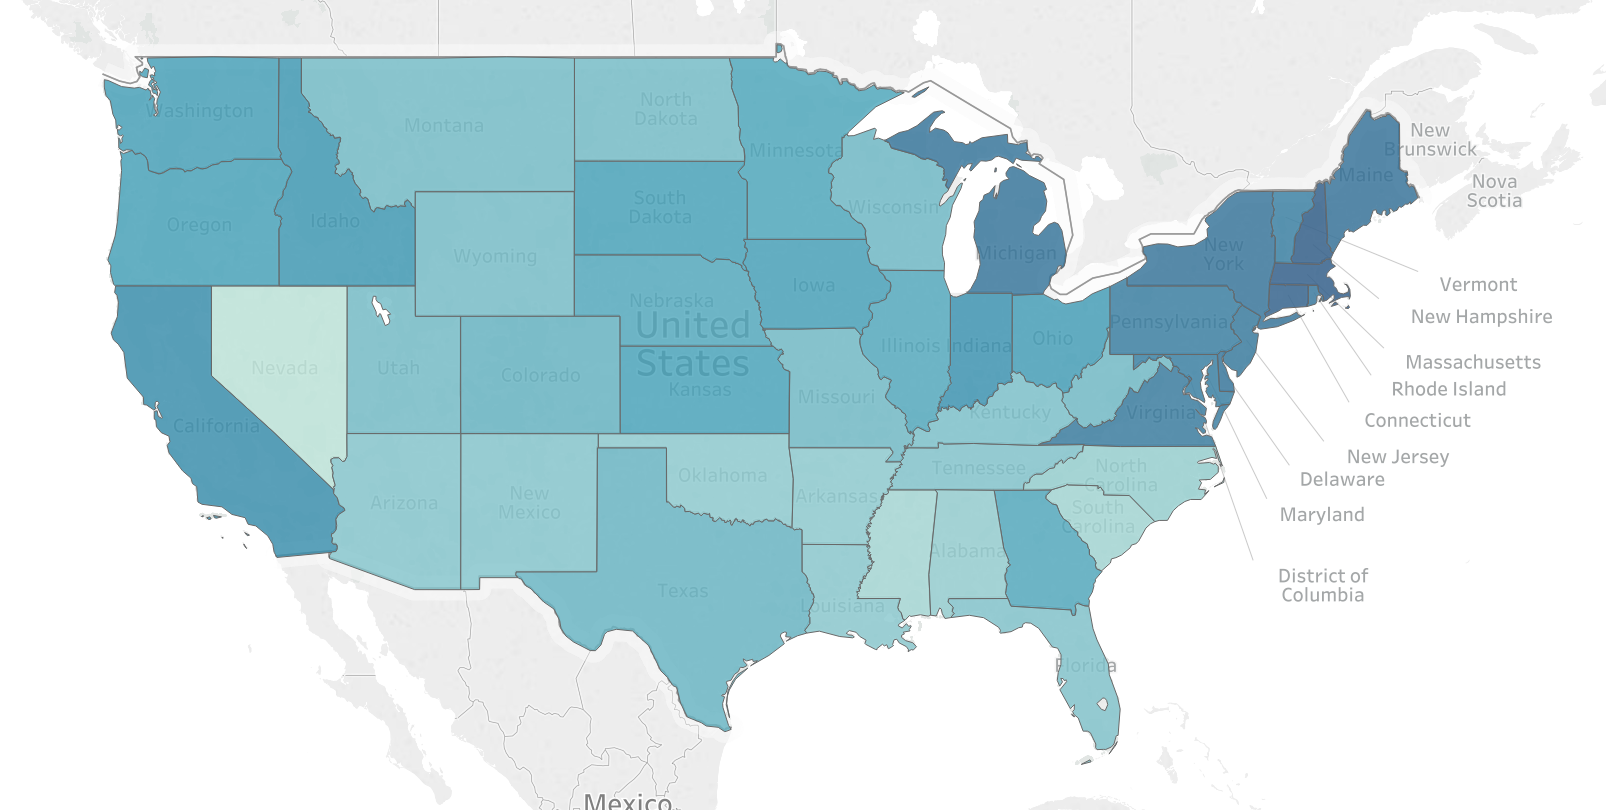 Washington
Montana
North
Dakota
Minnesota
New
Brunswick
Maine
Nova
Scotia
Oregon
Idaho
South
Dakota
Wisconsin
Michigan
New
York
Wyoming
Vermont
Iowa
Nebraska
New Hampshire
United
States
Pennsylvania
Illinois
Indiana
Ohio
Massachusetts
Nevada
Utah
Colorado
Kansas
Rhode Island
Missouri
Kentucky
Virginia
Connecticut
California
New Jersey
Oklahoma
Tennessee
North
Carolina
Delaware
Arizona
New
Mexico
Arkansas
South
Carolina
Maryland
Alabama
District of
Columbia
Texas
Louisiana
Florida
Mexico